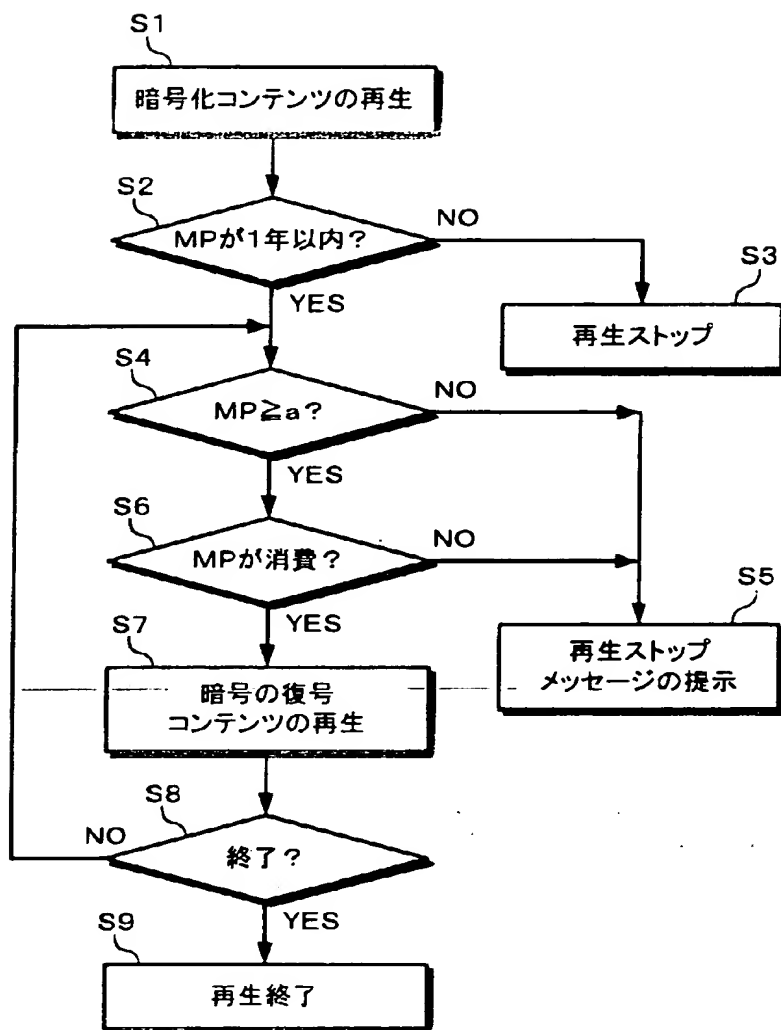 S1
暗号化コンテンツの再生
S2
MPが1年以内?
NO
YES
S3
再生ストップ
S4
MP≧a?
NO
YES
S6
MPが消費?
NO
YES
S5
再生ストップ
メッセージの提示
S7
暗号の復号
コンテンツの再生
S8
NO
終了?
YES
S9
再生終了